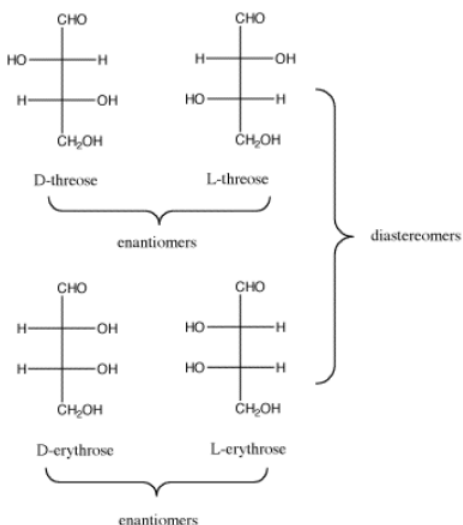 CHO CHO
HO H H OH
H OH HO H
CH₂OH CH₂OH
D-threose L-threose
enantiomers
diastereomers
CHO CHO
H OH HO H
H OH HO H
CH₂OH CH₂OH
D-erythrose L-erythrose
enantiomers